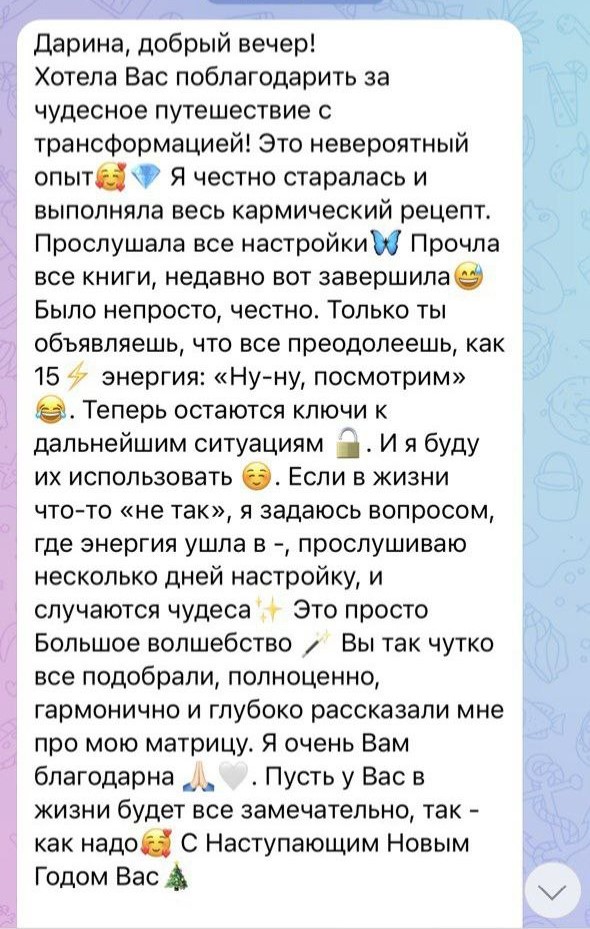 Дарина, добрый вечер!
Хотела Вас поблагодарить за
чудесное путешествие с
трансформацией! Это невероятный
опыт🥰💎 Я честно старалась и
выполняла весь кармический рецепт.
Прослушала все настройки🦋 Прочла
все книги, недавно вот завершила😅
Было непросто, честно. Только ты
объявляешь, что все преодолеешь, как
15⚡ энергия: «Ну-ну, посмотрим»
😂. Теперь остаются ключи к
дальнейшим ситуациям 🔓. И я буду
их использовать ☺️. Если в жизни
что-то «не так», я задаюсь вопросом,
где энергия ушла в -, прослушиваю
несколько дней настройку, и
случаются чудеса✨ Это просто
Большое волшебство 🪄 Вы так чутко
все подобрали, полноценно,
гармонично и глубоко рассказали мне
про мою матрицу. Я очень Вам
благодарна 🙏🏻🤍. Пусть у Вас в
жизни будет все замечательно, так -
как надо🥰 С Наступающим Новым
Годом Вас🎄